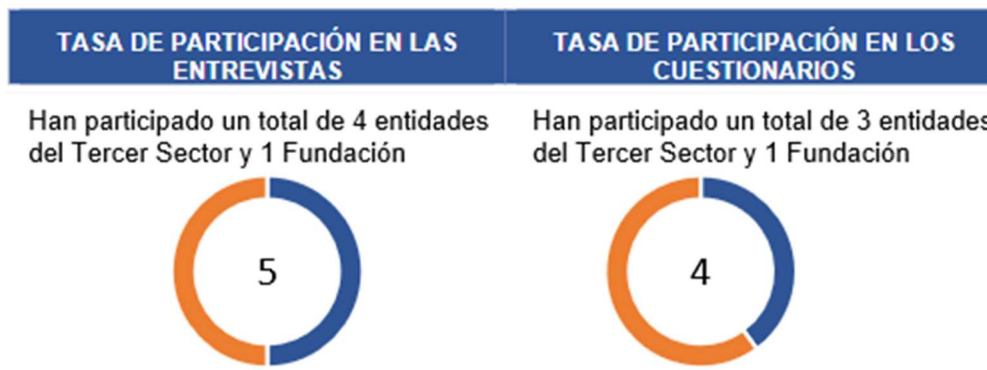 TASA DE PARTICIPACIÓN EN LAS
ENTREVISTAS
TASA DE PARTICIPACIÓN EN LOS
CUESTIONARIOS
Han participado un total de 4 entidades
del Tercer Sector y 1 Fundación
Han participado un total de 3 entidades
del Tercer Sector y 1 Fundación
5
4